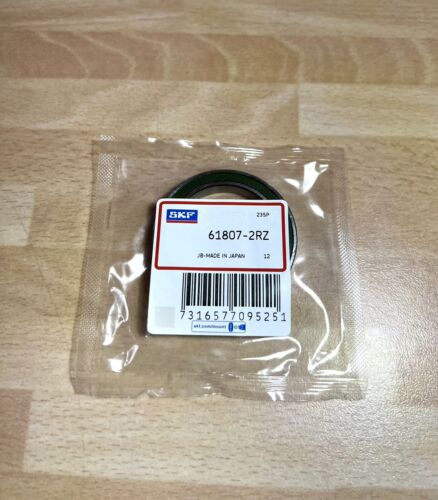 235P
SKF
61807-2RZ
JB-MADE IN JAPAN 12
7316577095251
skf.com/mount